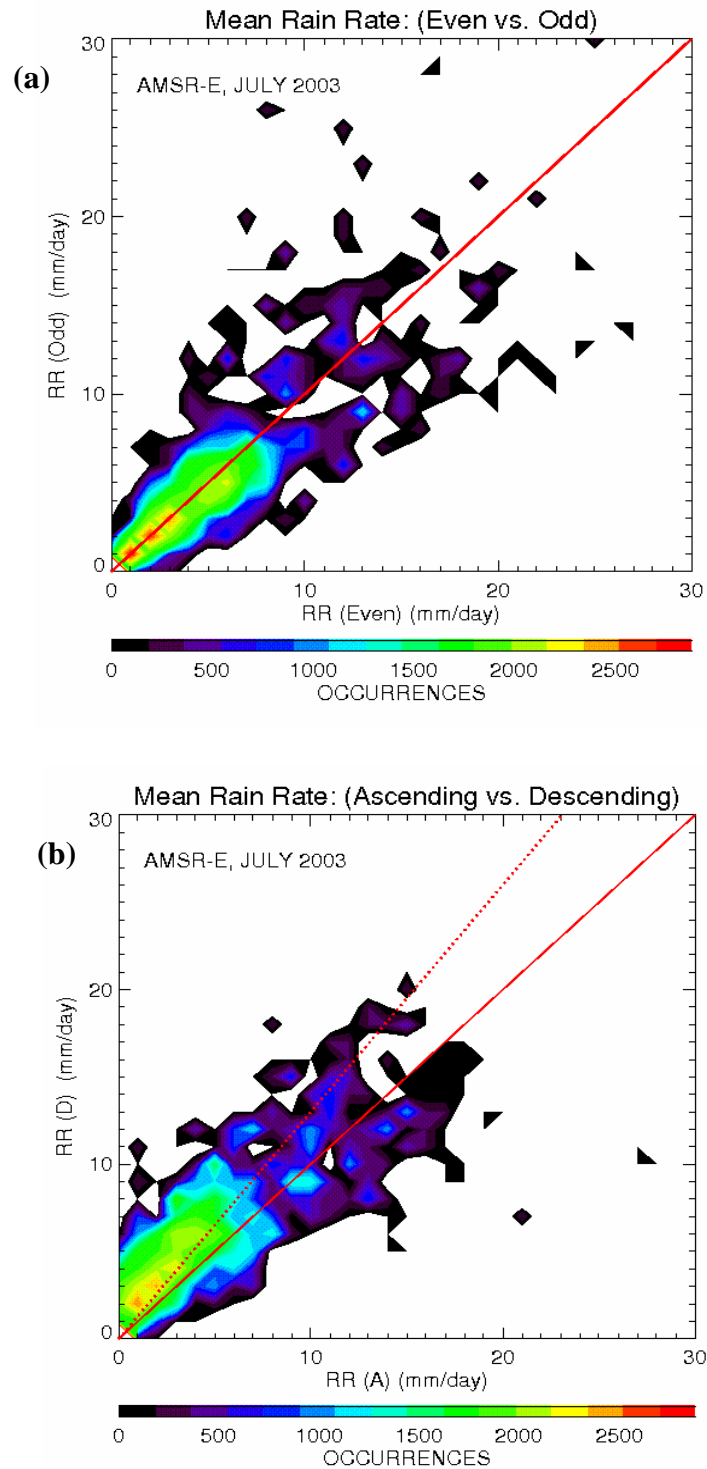 Mean Rain Rate: (Even vs. Odd)
(a)
AMSR-E, JULY 2003
30
20
10
0
RR (Odd) (mm/day)
0 10 20 30
RR (Even) (mm/day)
0 500 1000 1500 2000 2500
OCCURRENCES
Mean Rain Rate: (Ascending vs. Descending)
(b)
AMSR-E, JULY 2003
30
20
10
0
RR (D) (mm/day)
0 10 20 30
RR (A) (mm/day)
0 500 1000 1500 2000 2500
OCCURRENCES